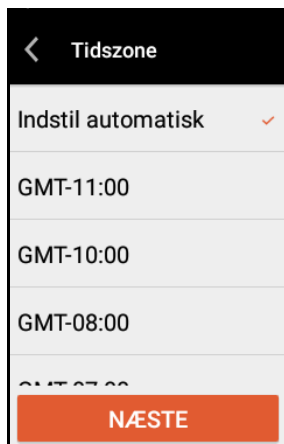 Tidszone
Indstil automatisk
GMT-11:00
GMT-10:00
GMT-08:00
NÆSTE